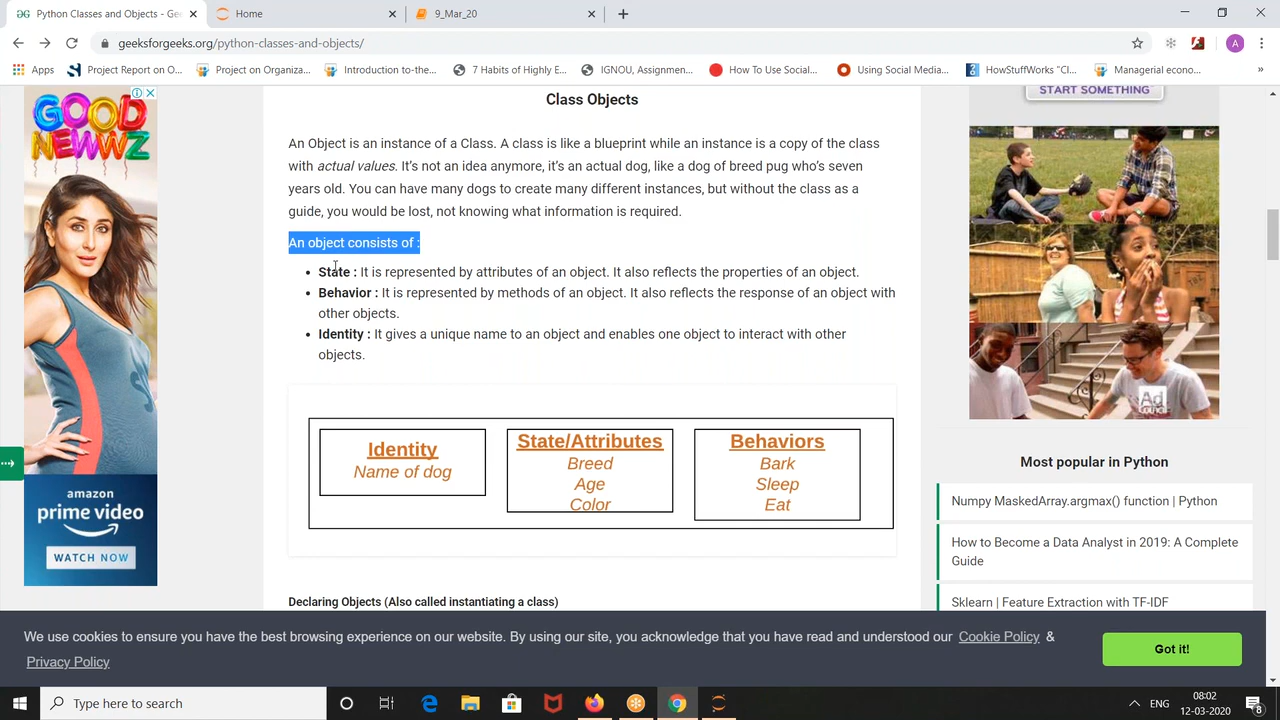 Python Classes and Objects - Ge
Home
9_Mar_20
geeksforgeeks.org/python-classes-and-objects/
A
Apps
Project Report on O...
Project on Organiza...
Introduction to-the...
7 Habits of Highly E...
IGNOU, Assignmen...
How To Use Social...
Using Social Media...
HowStuffWorks "Cl...
Managerial econo...
»
GOOD
NEWWZ
amazon
prime video
WATCH NOW
Class Objects
An Object is an instance of a Class. A class is like a blueprint while an instance is a copy of the class
with actual values. It's not an idea anymore, it's an actual dog, like a dog of breed pug who's seven
years old. You can have many dogs to create many different instances, but without the class as a
guide, you would be lost, not knowing what information is required.
An object consists of :
State : It is represented by attributes of an object. It also reflects the properties of an object.
Behavior : It is represented by methods of an object. It also reflects the response of an object with
other objects.
Identity : It gives a unique name to an object and enables one object to interact with other
objects.
Identity
Name of dog
State/Attributes
Breed
Age
Color
Behaviors
Bark
Sleep
Eat
Declaring Objects (Also called instantiating a class)
START SOMETHING
Ad
Most popular in Python
Numpy MaskedArray.argmax() function | Python
How to Become a Data Analyst in 2019: A Complete
Guide
Sklearn | Feature Extraction with TF-IDF
We use cookies to ensure you have the best browsing experience on our website. By using our site, you acknowledge that you have read and understood our Cookie Policy &
Privacy Policy
Got it!
Type here to search
ENG
08:02
12-03-2020
8